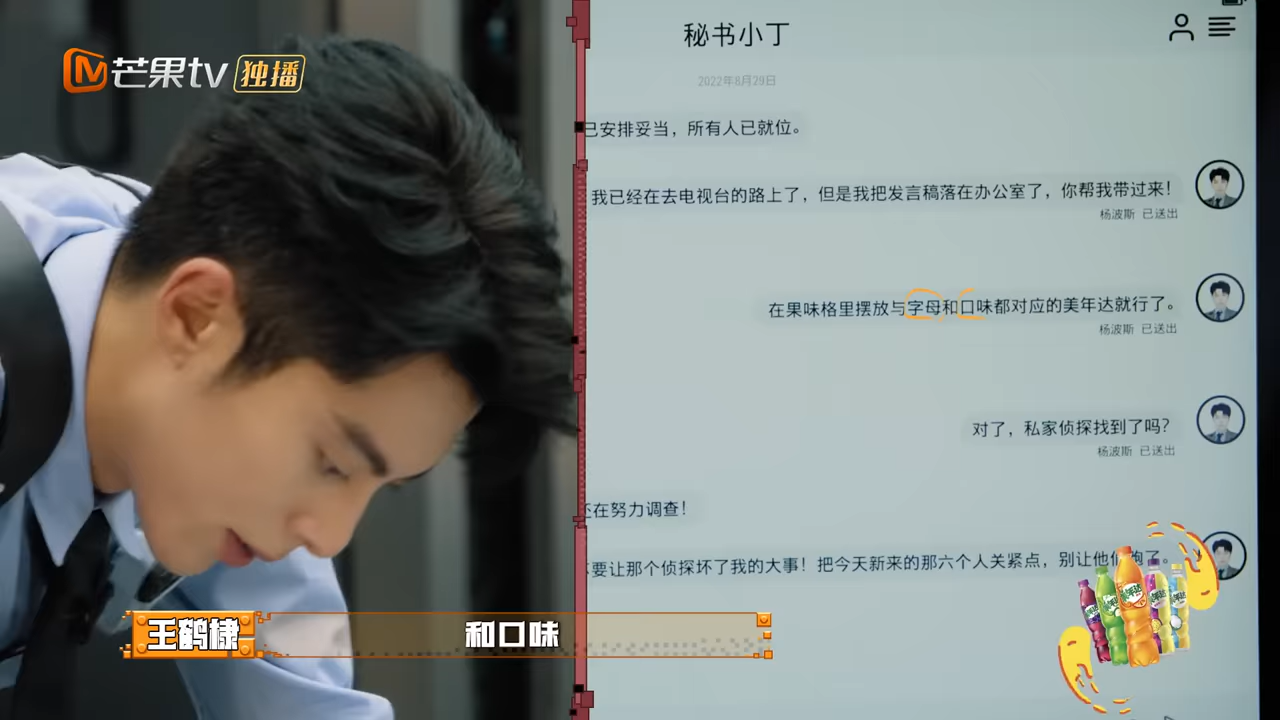 芒果tv 独播
秘书小丁
2022年8月29日
已安排妥当，所有人已就位。
我已经在去电视台的路上了，但是我把发言稿落在办公室了，你帮我带过来！
杨波斯 已送出
在果味格里摆放与字母和口味都对应的美年达就行了。
杨波斯 已送出
对了，私家侦探找到了吗？
杨波斯 已送出
还在努力调查！
不要让那个侦探坏了我的大事！把今天新来的那六个人关紧点，别让他们跑了。
王鹤棣 和口味